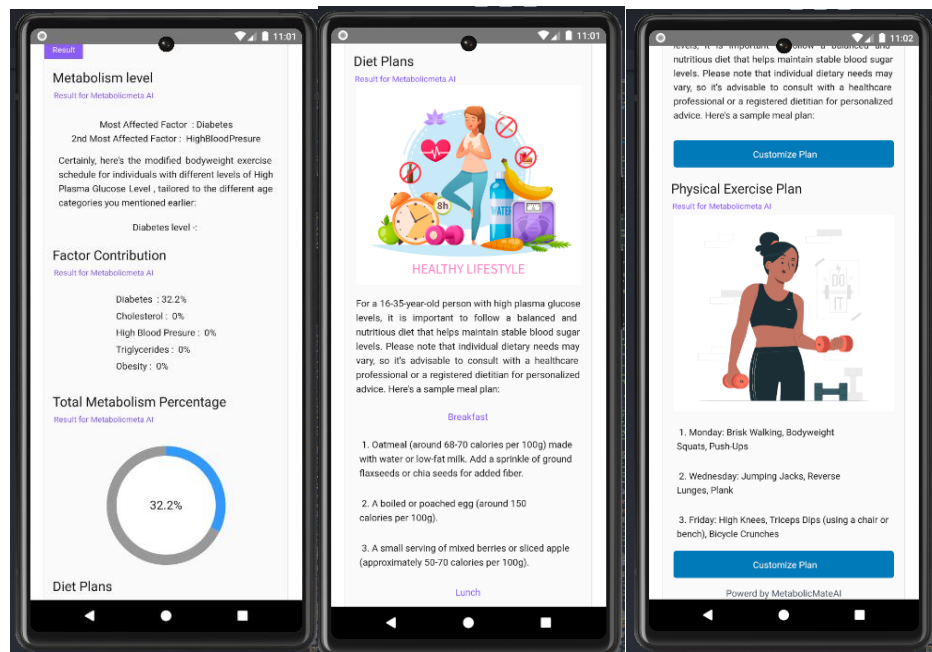 11:01
Result
Metabolism level
Result for Metabolicmeta AI
Most Affected Factor : Diabetes
2nd Most Affected Factor : HighBloodPresure
Certainly, here's the modified bodyweight exercise
schedule for individuals with different levels of High
Plasma Glucose Level , tailored to the different age
categories you mentioned earlier:
Diabetes level -:
Factor Contribution
Result for Metabolicmeta AI
Diabetes : 32.2%
Cholesterol : 0%
High Blood Presure : 0%
Triglycerides : 0%
Obesity : 0%
Total Metabolism Percentage
Result for Metabolicmeta AI
32.2%
Diet Plans
11:01
Diet Plans
Result for Metabolicmeta AI
8h
WATER
HEALTHY LIFESTYLE
For a 16-35-year-old person with high plasma glucose
levels, it is important to follow a balanced and
nutritious diet that helps maintain stable blood sugar
levels. Please note that individual dietary needs may
vary, so it's advisable to consult with a healthcare
professional or a registered dietitian for personalized
advice. Here's a sample meal plan:
Breakfast
1. Oatmeal (around 68-70 calories per 100g) made
with water or low-fat milk. Add a sprinkle of ground
flaxseeds or chia seeds for added fiber.
2. A boiled or poached egg (around 150
calories per 100g).
3. A small serving of mixed berries or sliced apple
(approximately 50-70 calories per 100g).
Lunch
11:02
levels, it is important to follow a balanced and
nutritious diet that helps maintain stable blood sugar
levels. Please note that individual dietary needs may
vary, so it's advisable to consult with a healthcare
professional or a registered dietitian for personalized
advice. Here's a sample meal plan:
Customize Plan
Physical Exercise Plan
Result for Metabolicmeta AI
DO
IT
1. Monday: Brisk Walking, Bodyweight
Squats, Push-Ups
2. Wednesday: Jumping Jacks, Reverse
Lunges, Plank
3. Friday: High Knees, Triceps Dips (using a chair or
bench), Bicycle Crunches
Customize Plan
Powerd by MetabolicMateAI